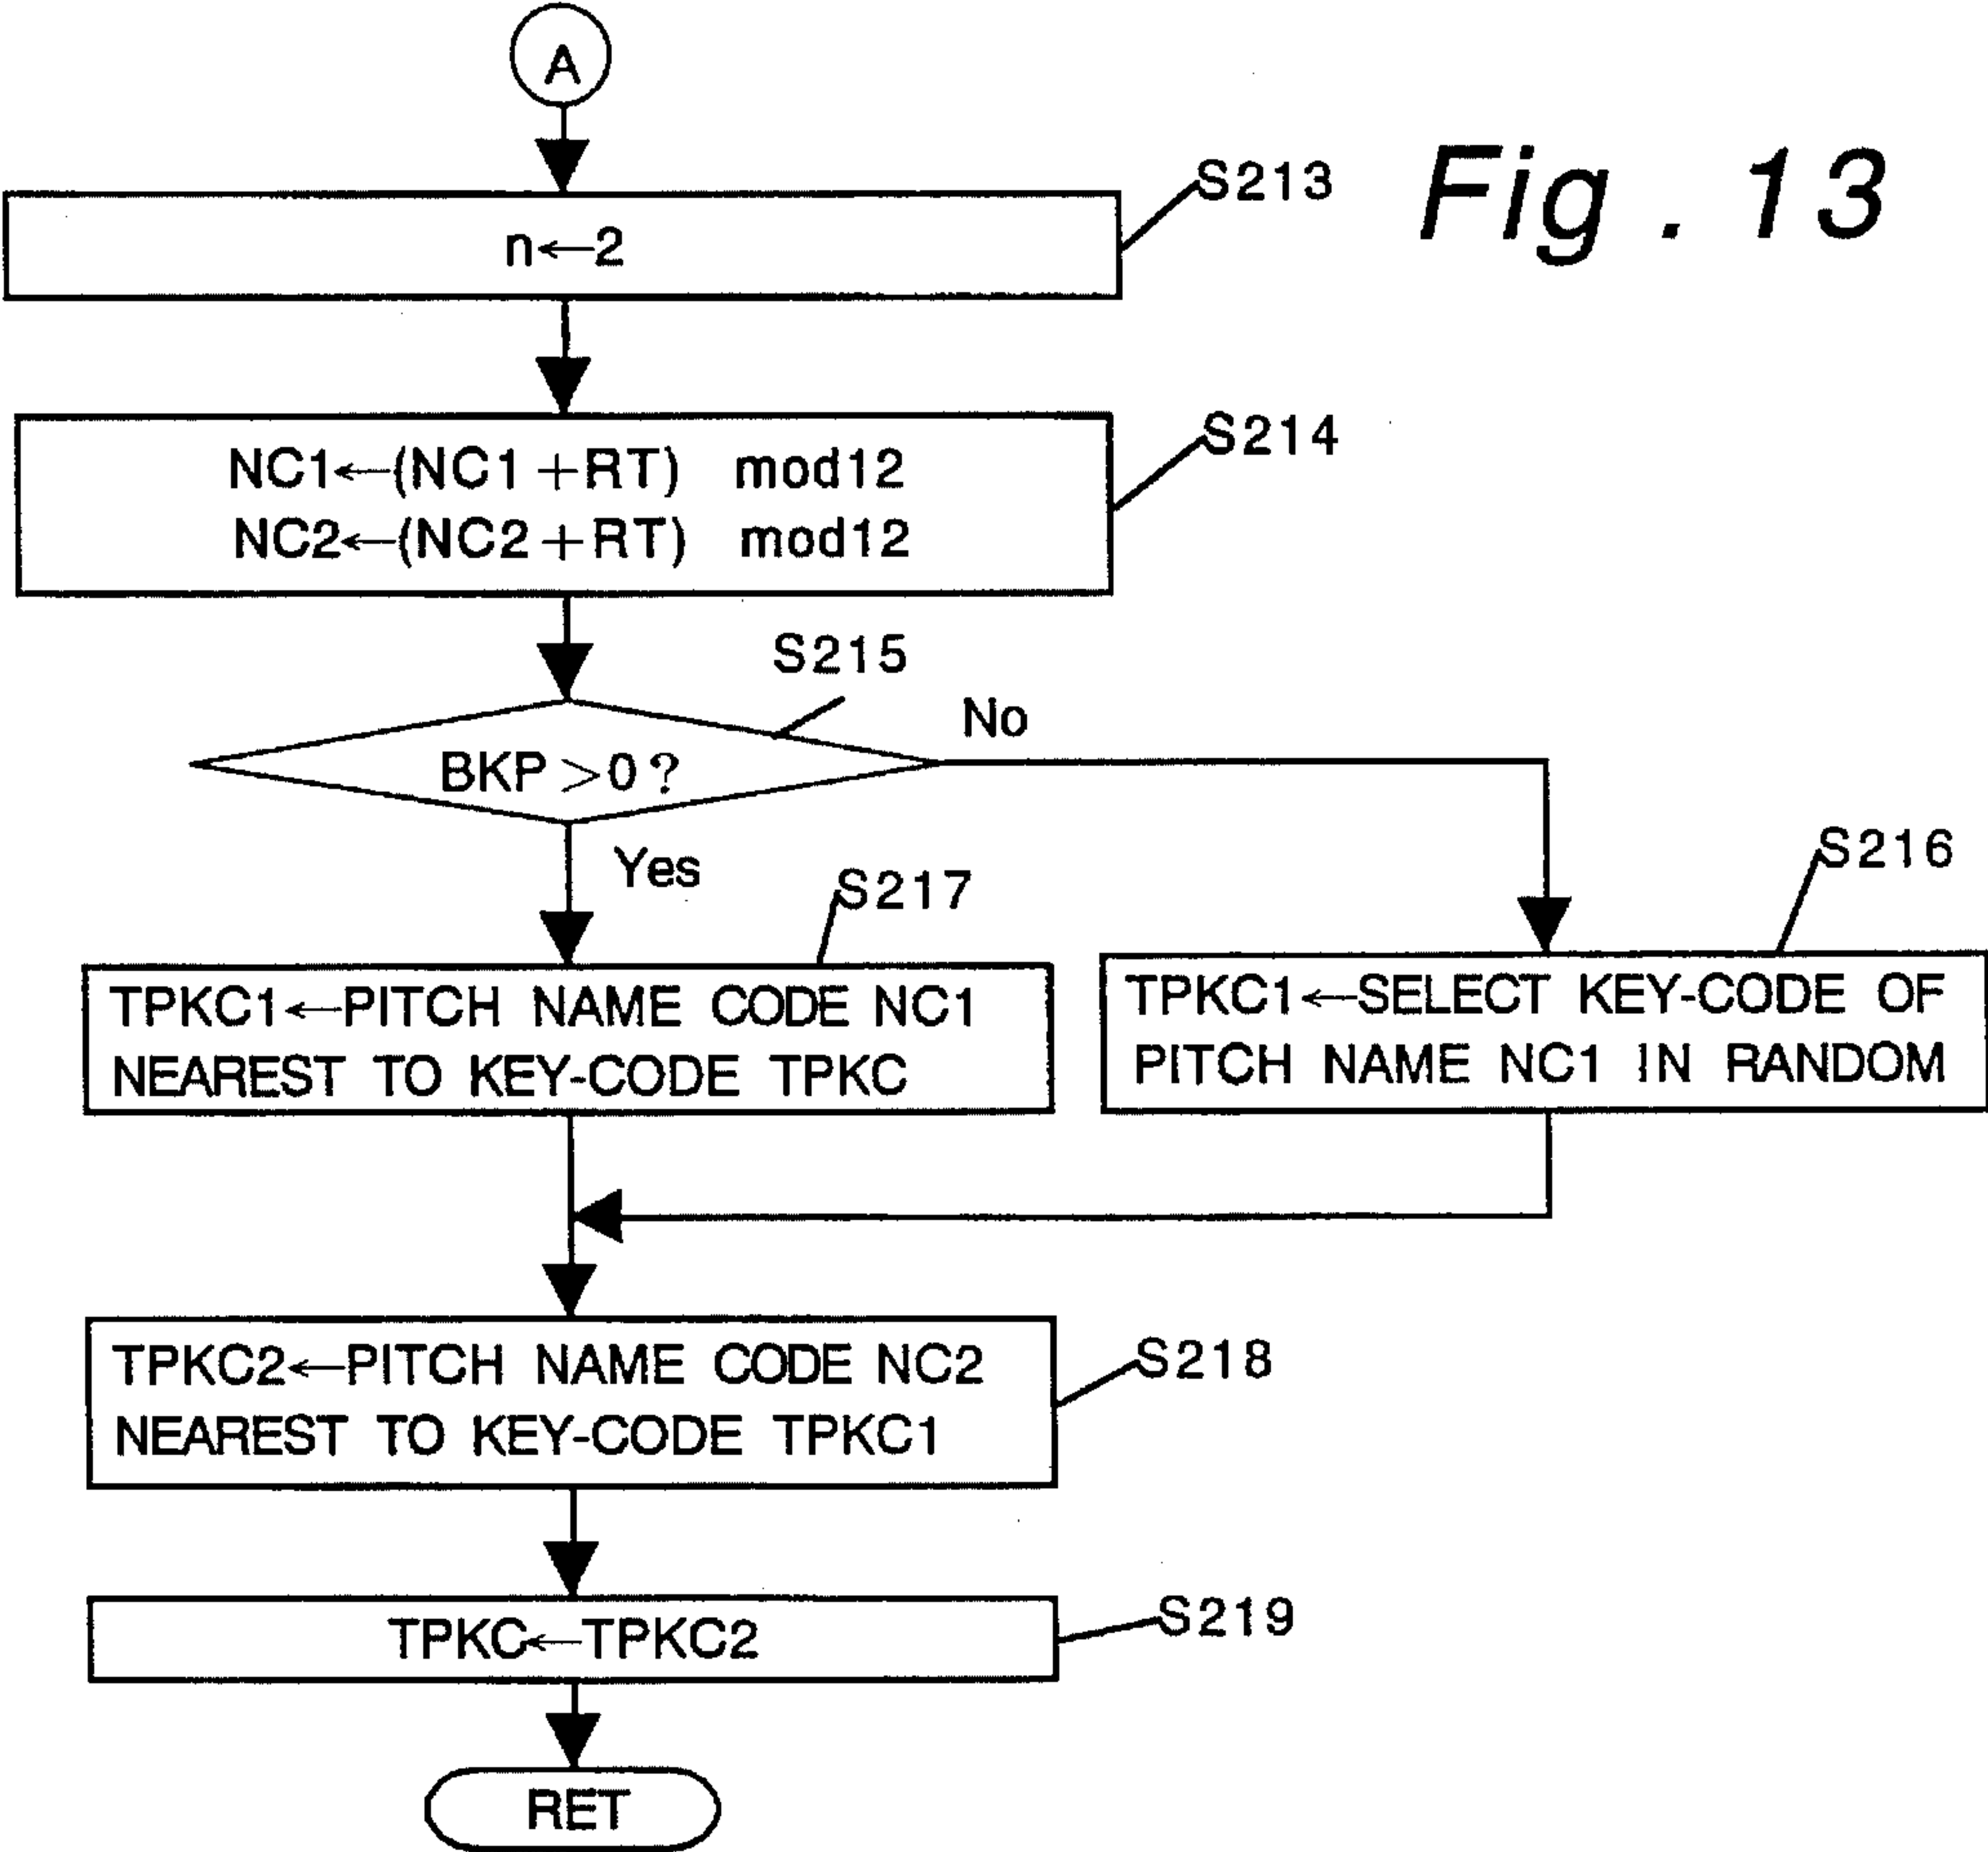 A
Fig. 13
S213
n←2
S214
NC1←(NC1+RT) mod12
NC2←(NC2+RT) mod12
S215
BKP>0?
No
Yes
S216
S217
TPKC1←PITCH NAME CODE NC1
NEAREST TO KEY-CODE TPKC
TPKC1←SELECT KEY-CODE OF
PITCH NAME NC1 IN RANDOM
S218
TPKC2←PITCH NAME CODE NC2
NEAREST TO KEY-CODE TPKC1
S219
TPKC←TPKC2
RET